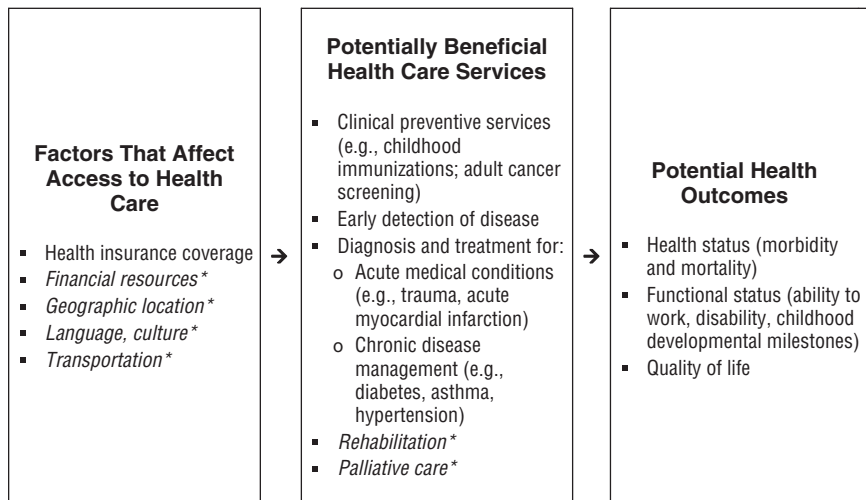 Factors That Affect
Access to Health
Care
▪ Health insurance coverage
▪ Financial resources*
▪ Geographic location*
▪ Language, culture*
▪ Transportation*
→
Potentially Beneficial
Health Care Services
▪ Clinical preventive services
(e.g., childhood
immunizations; adult cancer
screening)
▪ Early detection of disease
▪ Diagnosis and treatment for:
o Acute medical conditions
(e.g., trauma, acute
myocardial infarction)
o Chronic disease
management (e.g.,
diabetes, asthma,
hypertension)
▪ Rehabilitation*
▪ Palliative care*
→
Potential Health
Outcomes
▪ Health status (morbidity
and mortality)
▪ Functional status (ability to
work, disability, childhood
developmental milestones)
▪ Quality of life